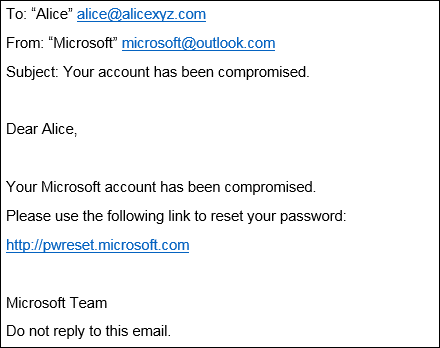 To: “Alice” alice@alicexyz.com
From: “Microsoft” microsoft@outlook.com
Subject: Your account has been compromised.
Dear Alice,
Your Microsoft account has been compromised.
Please use the following link to reset your password:
http://pwreset.microsoft.com
Microsoft Team
Do not reply to this email.